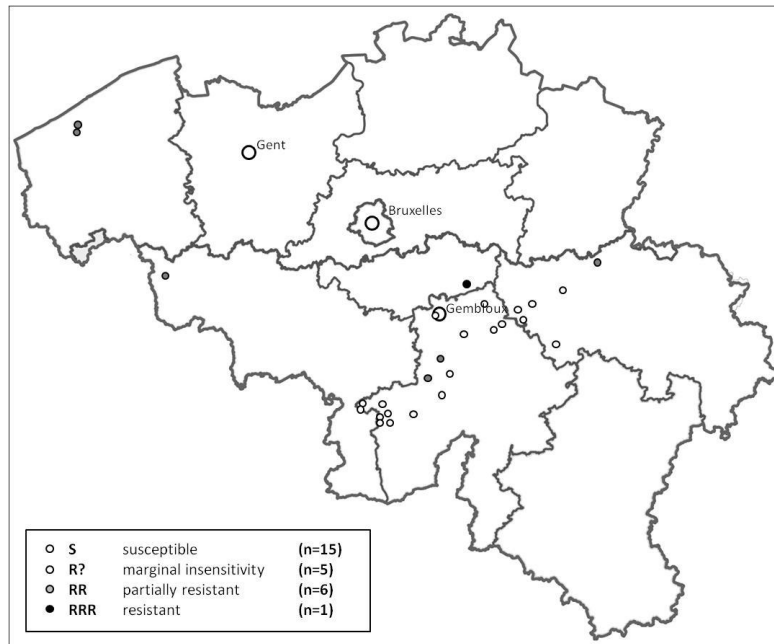 Gent
Bruxelles
Gembloux
S susceptible (n=15)
R? marginal insensitivity (n=5)
RR partially resistant (n=6)
RRR resistant (n=1)